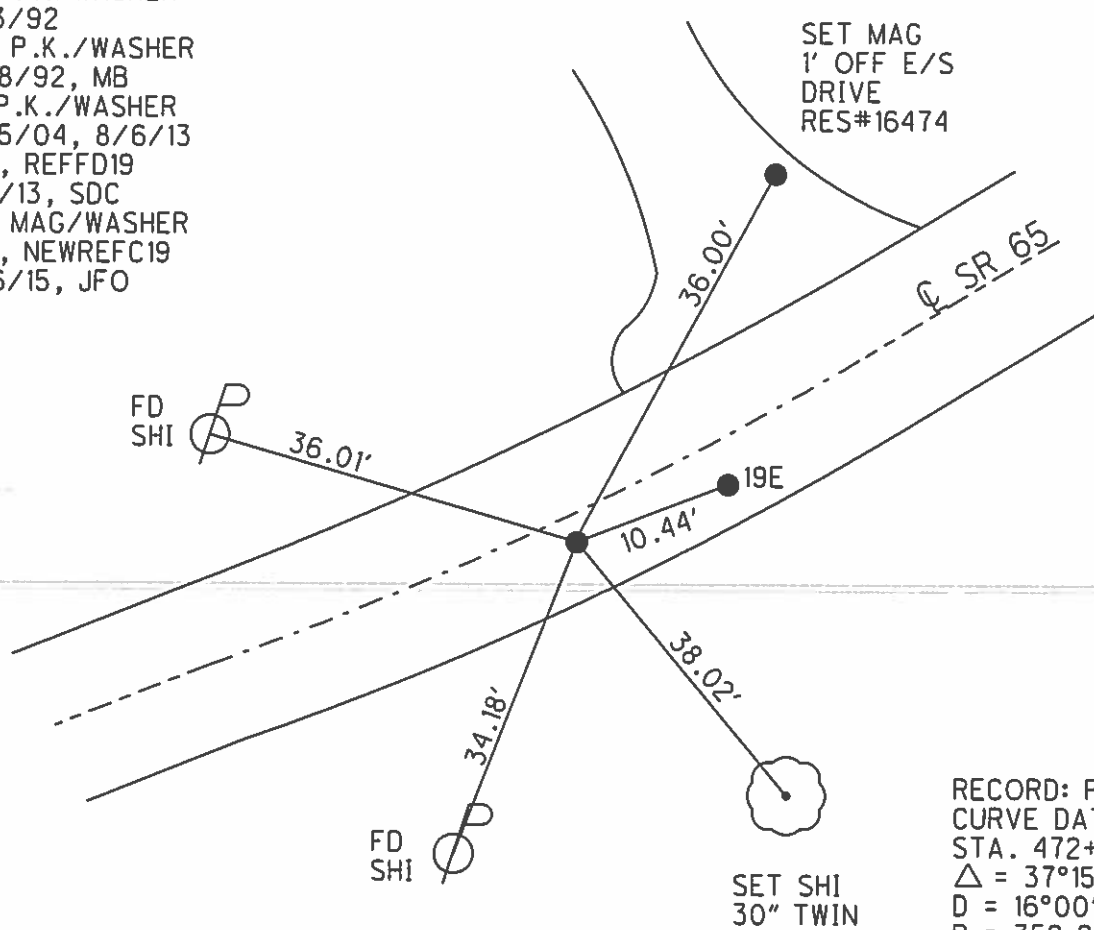 3/92
P.K./WASHER
8/92, MB
P.K./WASHER
5/04, 8/6/13
, REFFD19
/13, SDC
MAG/WASHER
, NEWREFC19
6/15, JFO
SET MAG
1' OFF E/S
DRIVE
RES#16474
36.00'
℄ SR 65
FD
SHI
36.01'
19E
10.44'
38.02'
34.18'
FD
SHI
SET SHI
30" TWIN
RECORD: P
CURVE DAT
STA. 472+
△ = 37°15
D = 16°00'